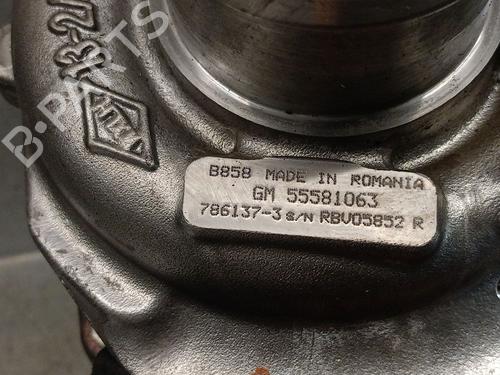 B-PARTS
B858 MADE IN ROMANIA
GM 55581063
786137-3 S/N RBV05852 R